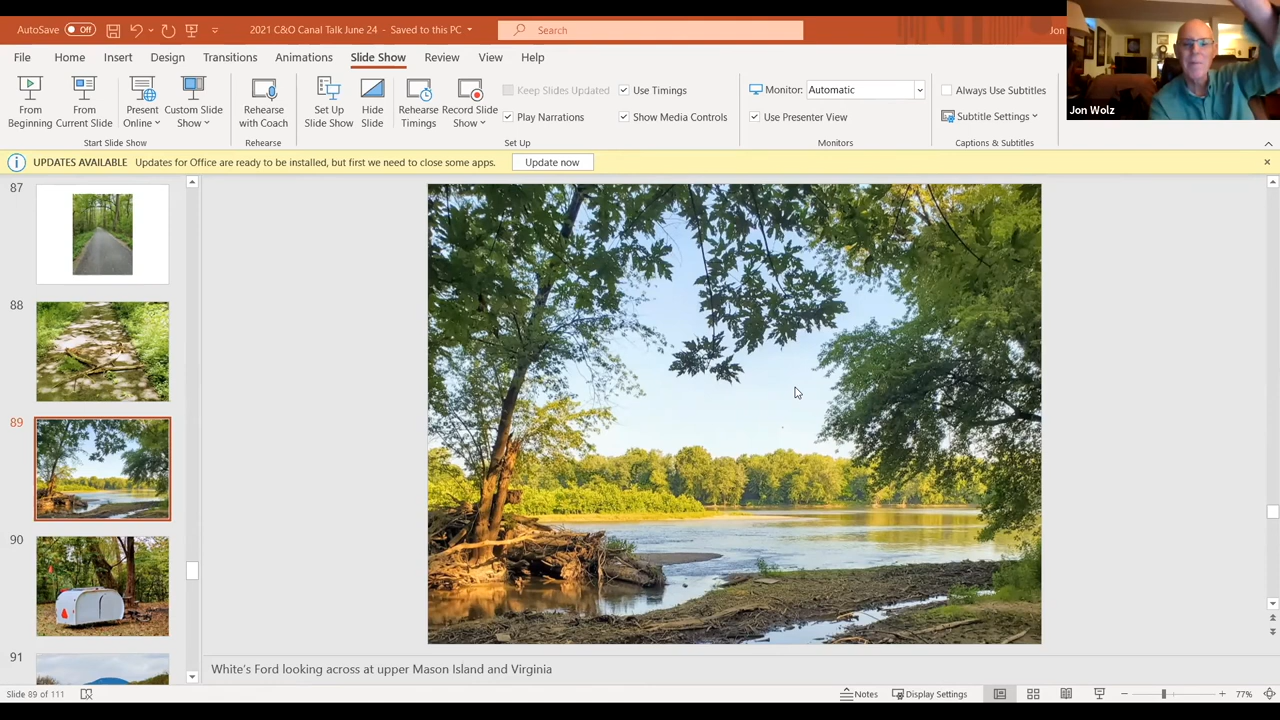 AutoSave Off 2021 C&O Canal Talk June 24 - Saved to this PC Search Jon
File Home Insert Design Transitions Animations Slide Show Review View Help
From Beginning
From Current Slide
Present Online
Custom Slide Show
Start Slide Show
Rehearse with Coach
Rehearse
Set Up Slide Show
Hide Slide
Rehearse Timings
Record Slide Show
Keep Slides Updated
Use Timings
Play Narrations
Show Media Controls
Set Up
Monitor: Automatic
Use Presenter View
Monitors
Always Use Subtitles
Subtitle Settings
Captions & Subtitles
Jon Wolz
UPDATES AVAILABLE Updates for Office are ready to be installed, but first we need to close some apps. Update now
87
88
89
90
91
White's Ford looking across at upper Mason Island and Virginia
Slide 89 of 111 Notes Display Settings 77%